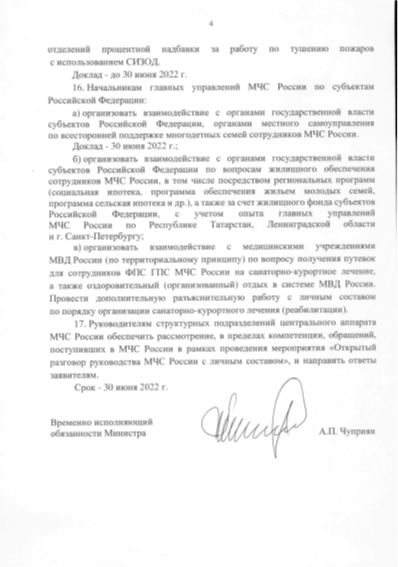 4
отделений процентной надбавки за работу по тушению пожаров
с использованием СИЗОД.
Доклад - до 30 июня 2022 г.
16. Начальникам главных управлений МЧС России по субъектам
Российской Федерации:
а) организовать взаимодействие с органами государственной власти
субъектов Российской Федерации, органами местного самоуправления
по всесторонней поддержке многодетных семей сотрудников МЧС России.
Доклад - 30 июня 2022 г.;
б) организовать взаимодействие с органами государственной власти
субъектов Российской Федерации по вопросам жилищного обеспечения
сотрудников МЧС России, в том числе посредством региональных программ
(социальная ипотека, программа обеспечения жильем молодых семей,
программа сельская ипотека и др.), а также за счет жилищного фонда субъектов
Российской Федерации, с учетом опыта главных управлений
МЧС России по Республике Татарстан, Ленинградской области
и г. Санкт-Петербургу;
в) организовать взаимодействие с медицинскими учреждениями
МВД России (по территориальному принципу) по вопросу получения путевок
для сотрудников ФПС ГПС МЧС России на санаторно-курортное лечение,
а также оздоровительный (организованный) отдых в системе МВД России.
Провести дополнительную разъяснительную работу с личным составом
по порядку организации санаторно-курортного лечения (реабилитации).
17. Руководителям структурных подразделений центрального аппарата
МЧС России обеспечить рассмотрение, в пределах компетенции, обращений,
поступивших в МЧС России в рамках проведения мероприятия «Открытый
разговор руководства МЧС России с личным составом», и направить ответы
заявителям.
Срок - 30 июня 2022 г.
Временно исполняющий
обязанности Министра
А.П. Чуприян